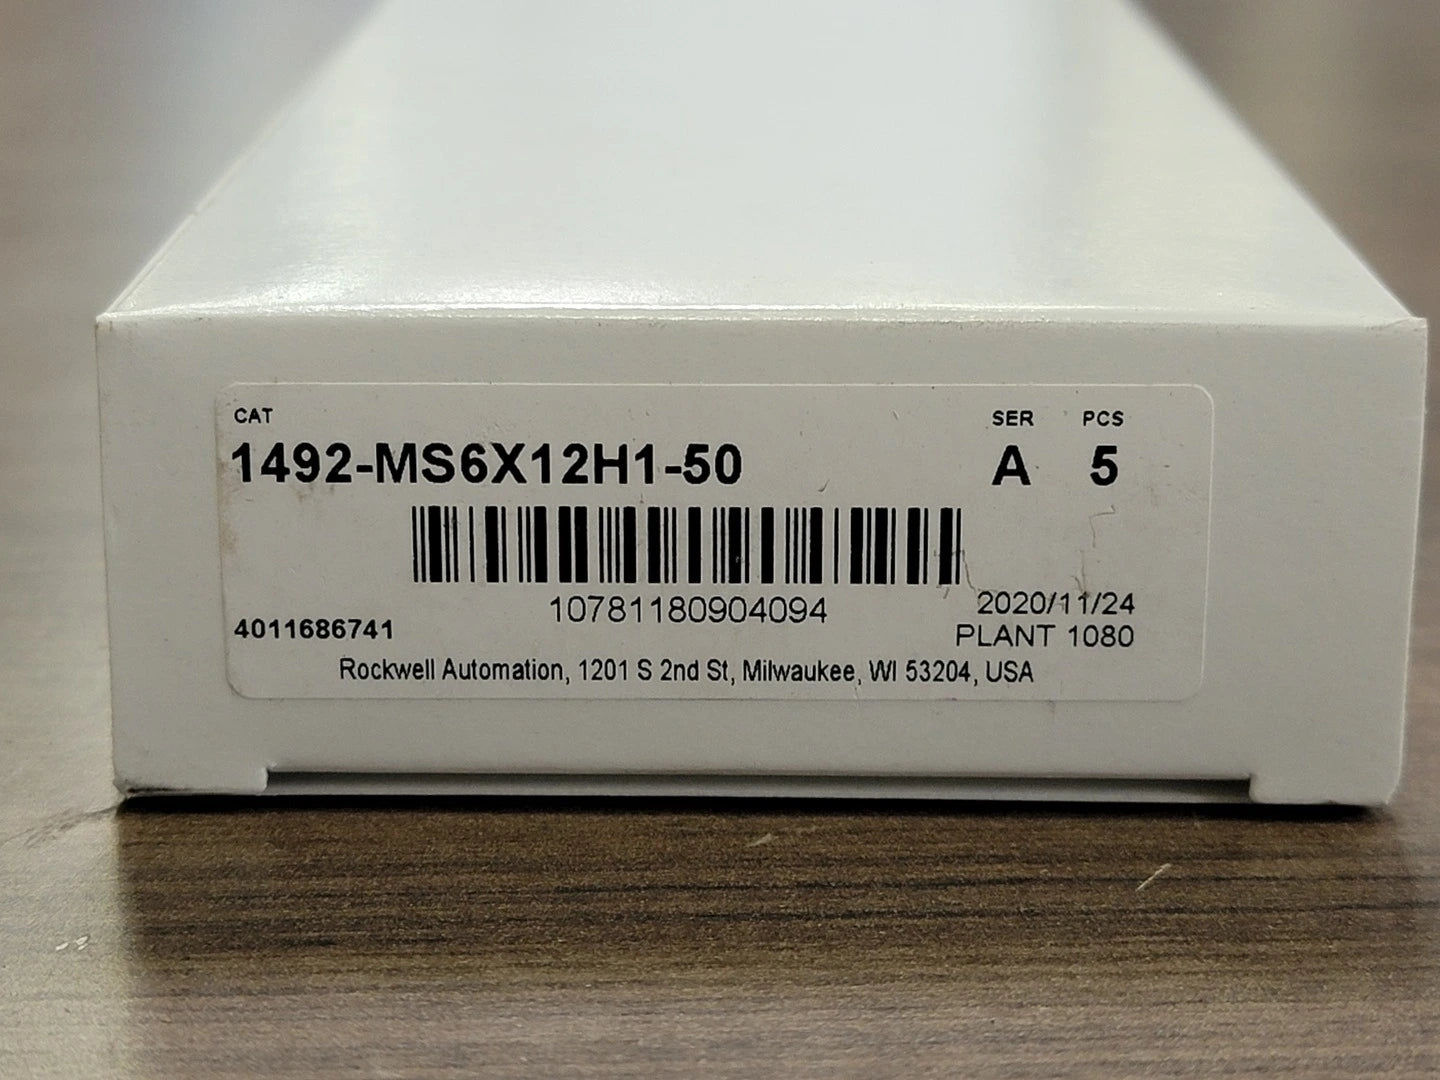 CAT SER PCS
1492-MS6X12H1-50 A 5
10781180904094 2020/11/24
4011686741 PLANT 1080
Rockwell Automation, 1201 S 2nd St, Milwaukee, WI 53204, USA